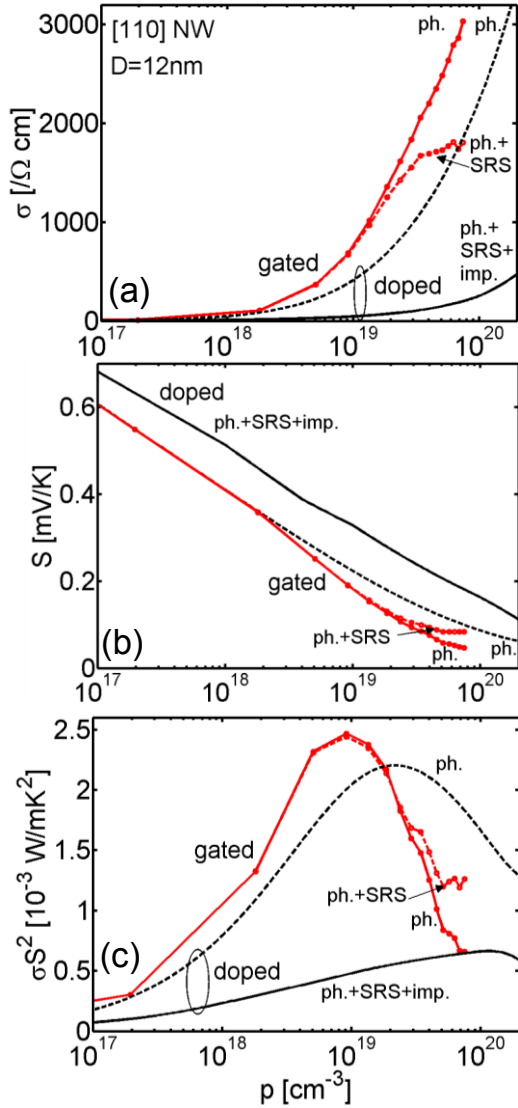 [110] NW
D=12nm
ph.
ph.
3000
2000
1000
0
σ [/Ω cm]
ph.+
SRS
ph.+
SRS+
imp.
gated
doped
(a)
10^17
10^18
10^19
10^20
0.6
0.4
0.2
0
S [mV/K]
doped
ph.+SRS+imp.
gated
ph.+SRS
ph.
ph.
(b)
10^17
10^18
10^19
10^20
2.5
2
1.5
1
0.5
0
σS² [10⁻³ W/mK²]
ph.
gated
ph.+SRS
ph.
doped
ph.+SRS+imp.
(c)
10^17
10^18
10^19
10^20
p [cm⁻³]